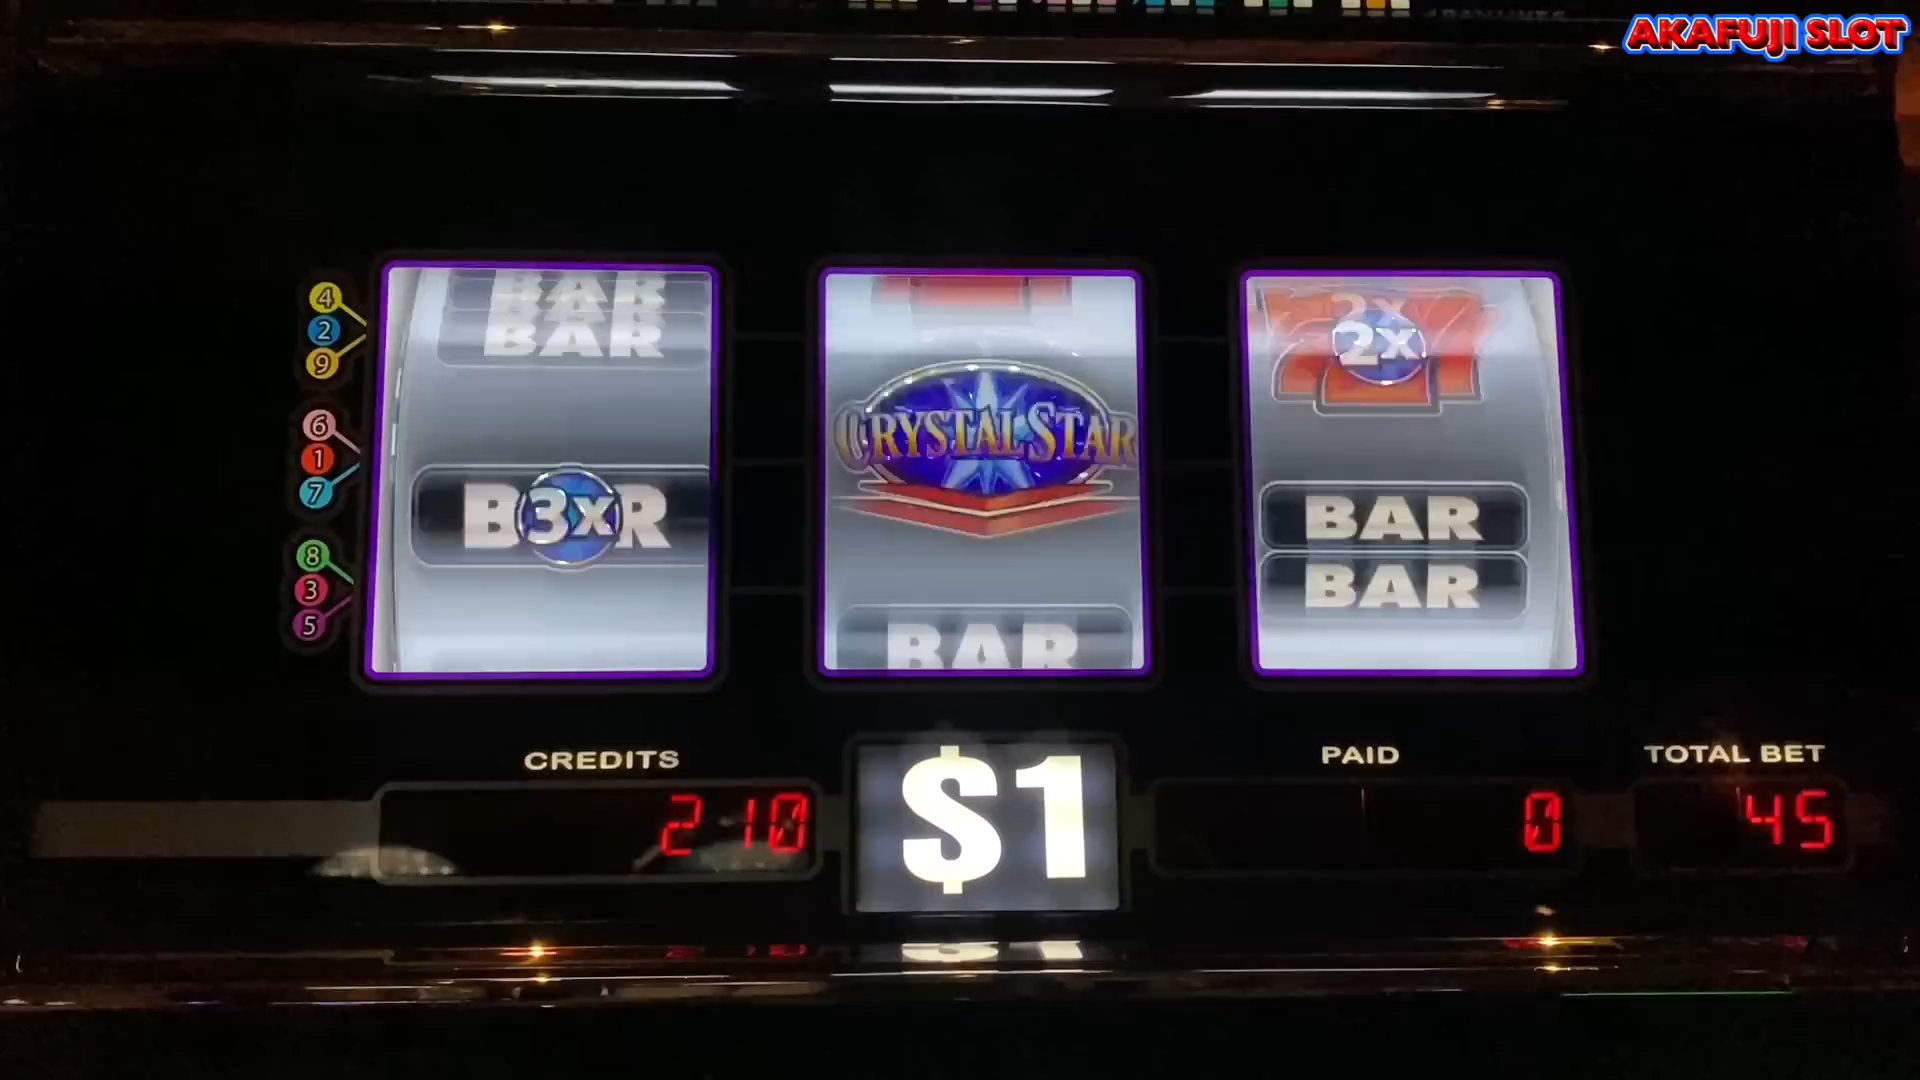 AKAFUJI SLOT
4
2
9
6
1
7
8
3
5
BAR
BAR
B3xR
CRYSTAL STAR
BAR
2x
2x
BAR
BAR
CREDITS
210
$1
PAID
0
TOTAL BET
45